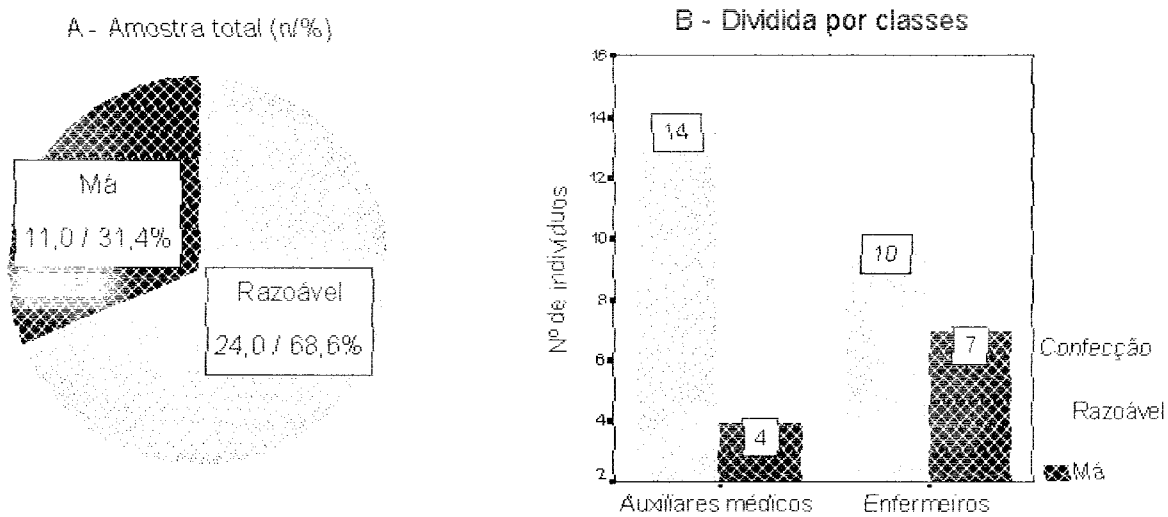 A - Amostra total (n/%)
Má
11,0 / 31,4%
Razoável
24,0 / 68,6%
B - Dividida por classes
Nº de indivíduos
16
14
12
10
8
6
4
2
14
4
10
7
Auxiliares médicos
Enfermeiros
Confecção
Razoável
Má